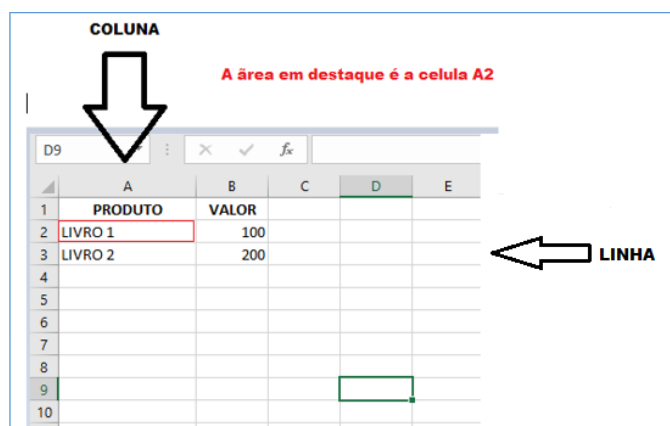 COLUNA
A ãrea em destaque é a celula A2
D9 fx
A B C D E
1 PRODUTO VALOR
2 LIVRO 1 100
3 LIVRO 2 200
LINHA
4
5
6
7
8
9
10